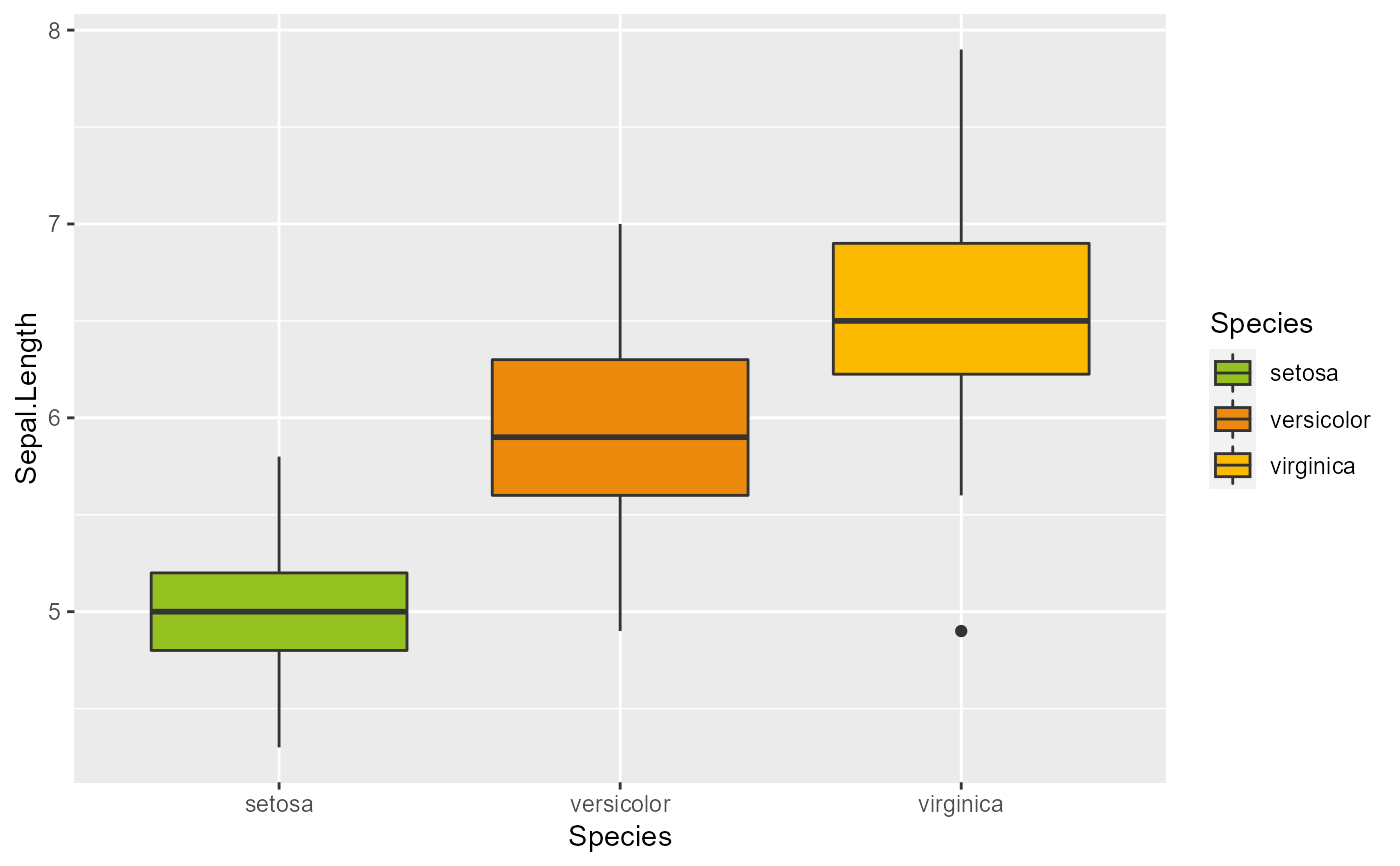 8
7
6
5
Sepal.Length
setosa
versicolor
virginica
Species
Species
setosa
versicolor
virginica